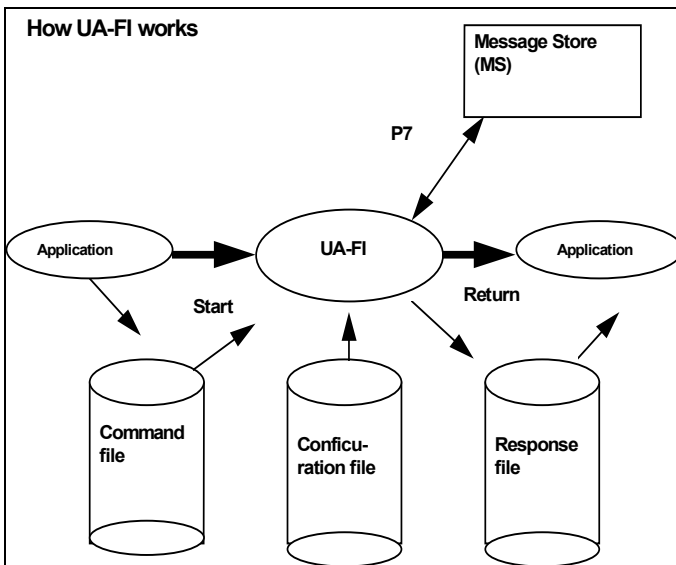 How UA-FI works
Message Store
(MS)
P7
Application
UA-FI
Application
Start
Return
Command
file
Conficu-
ration file
Response
file